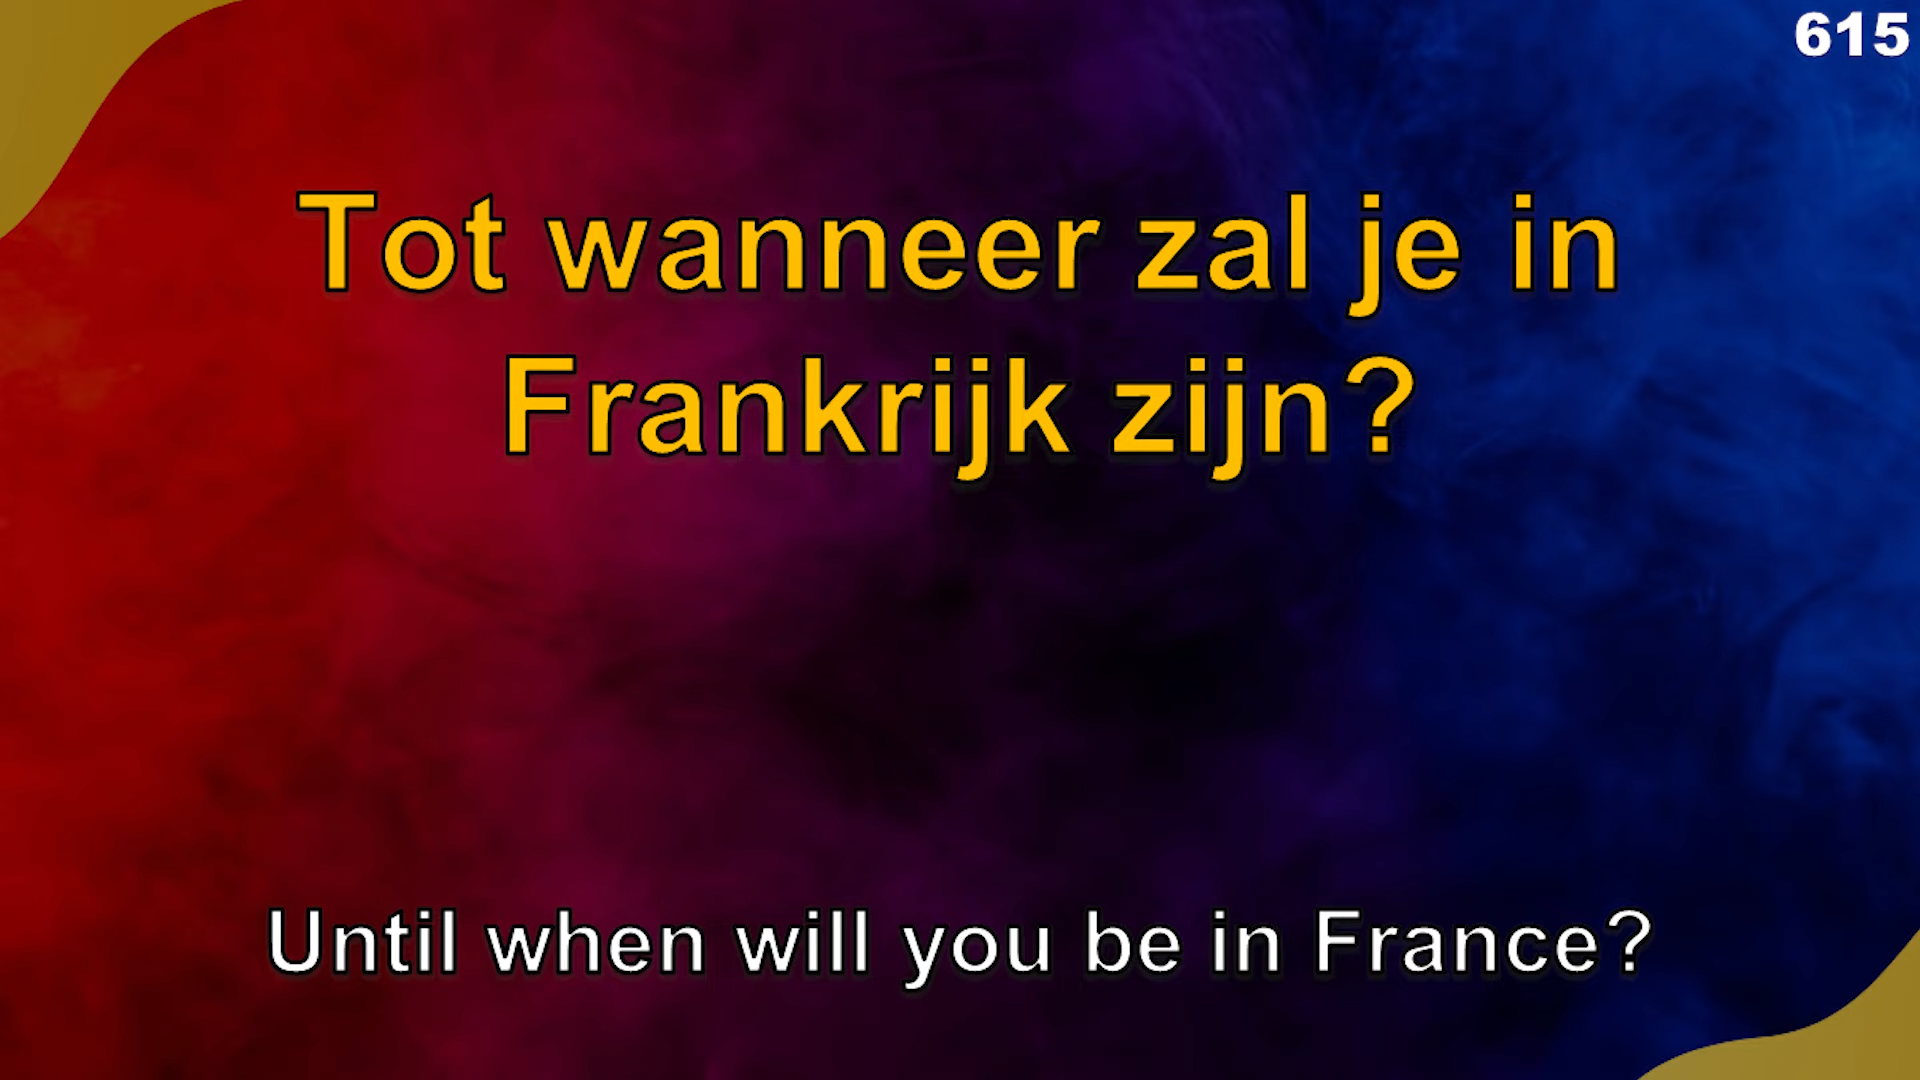 615
Tot wanneer zal je in
Frankrijk zijn?
Until when will you be in France?